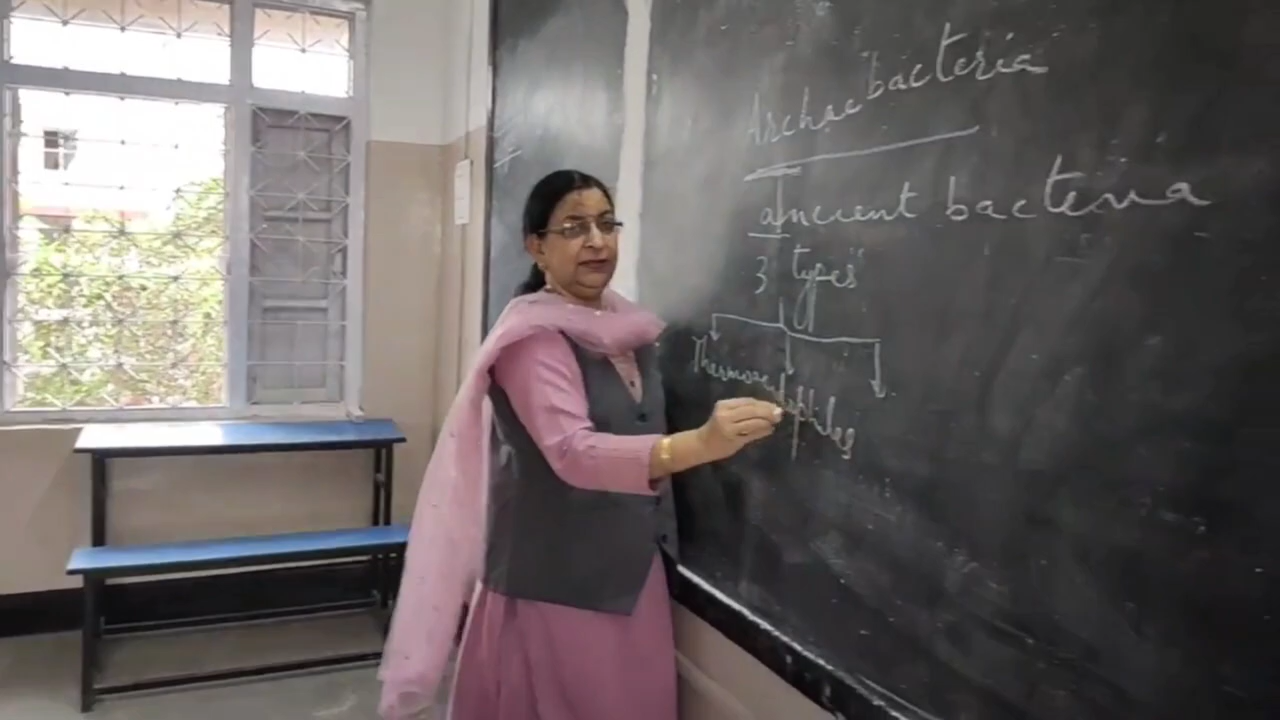 Archaebacteria
ancient bacteria
3 types
Thermoacidophiles